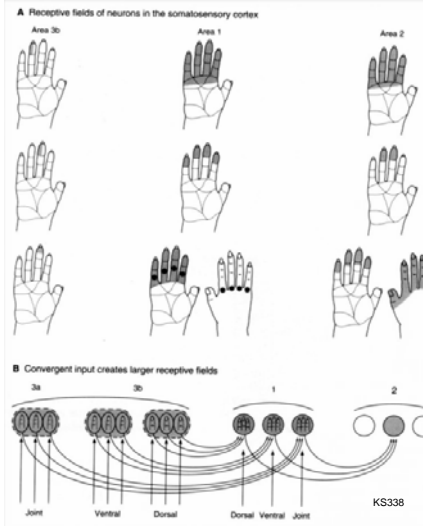 A Receptive fields of neurons in the somatosensory cortex
Area 3b Area 1 Area 2
B Convergent input creates larger receptive fields
3a 3b 1 2
Joint Ventral Dorsal Dorsal Ventral Joint
KS338